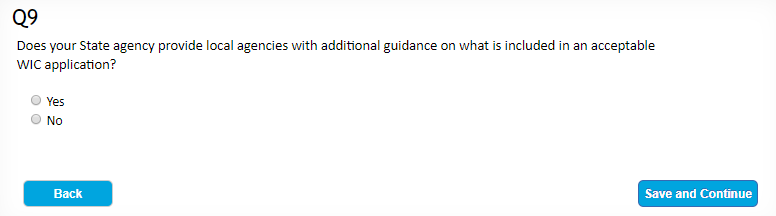 Q9
Does your State agency provide local agencies with additional guidance on what is included in an acceptable
WIC application?
Yes
No
Back
Save and Continue